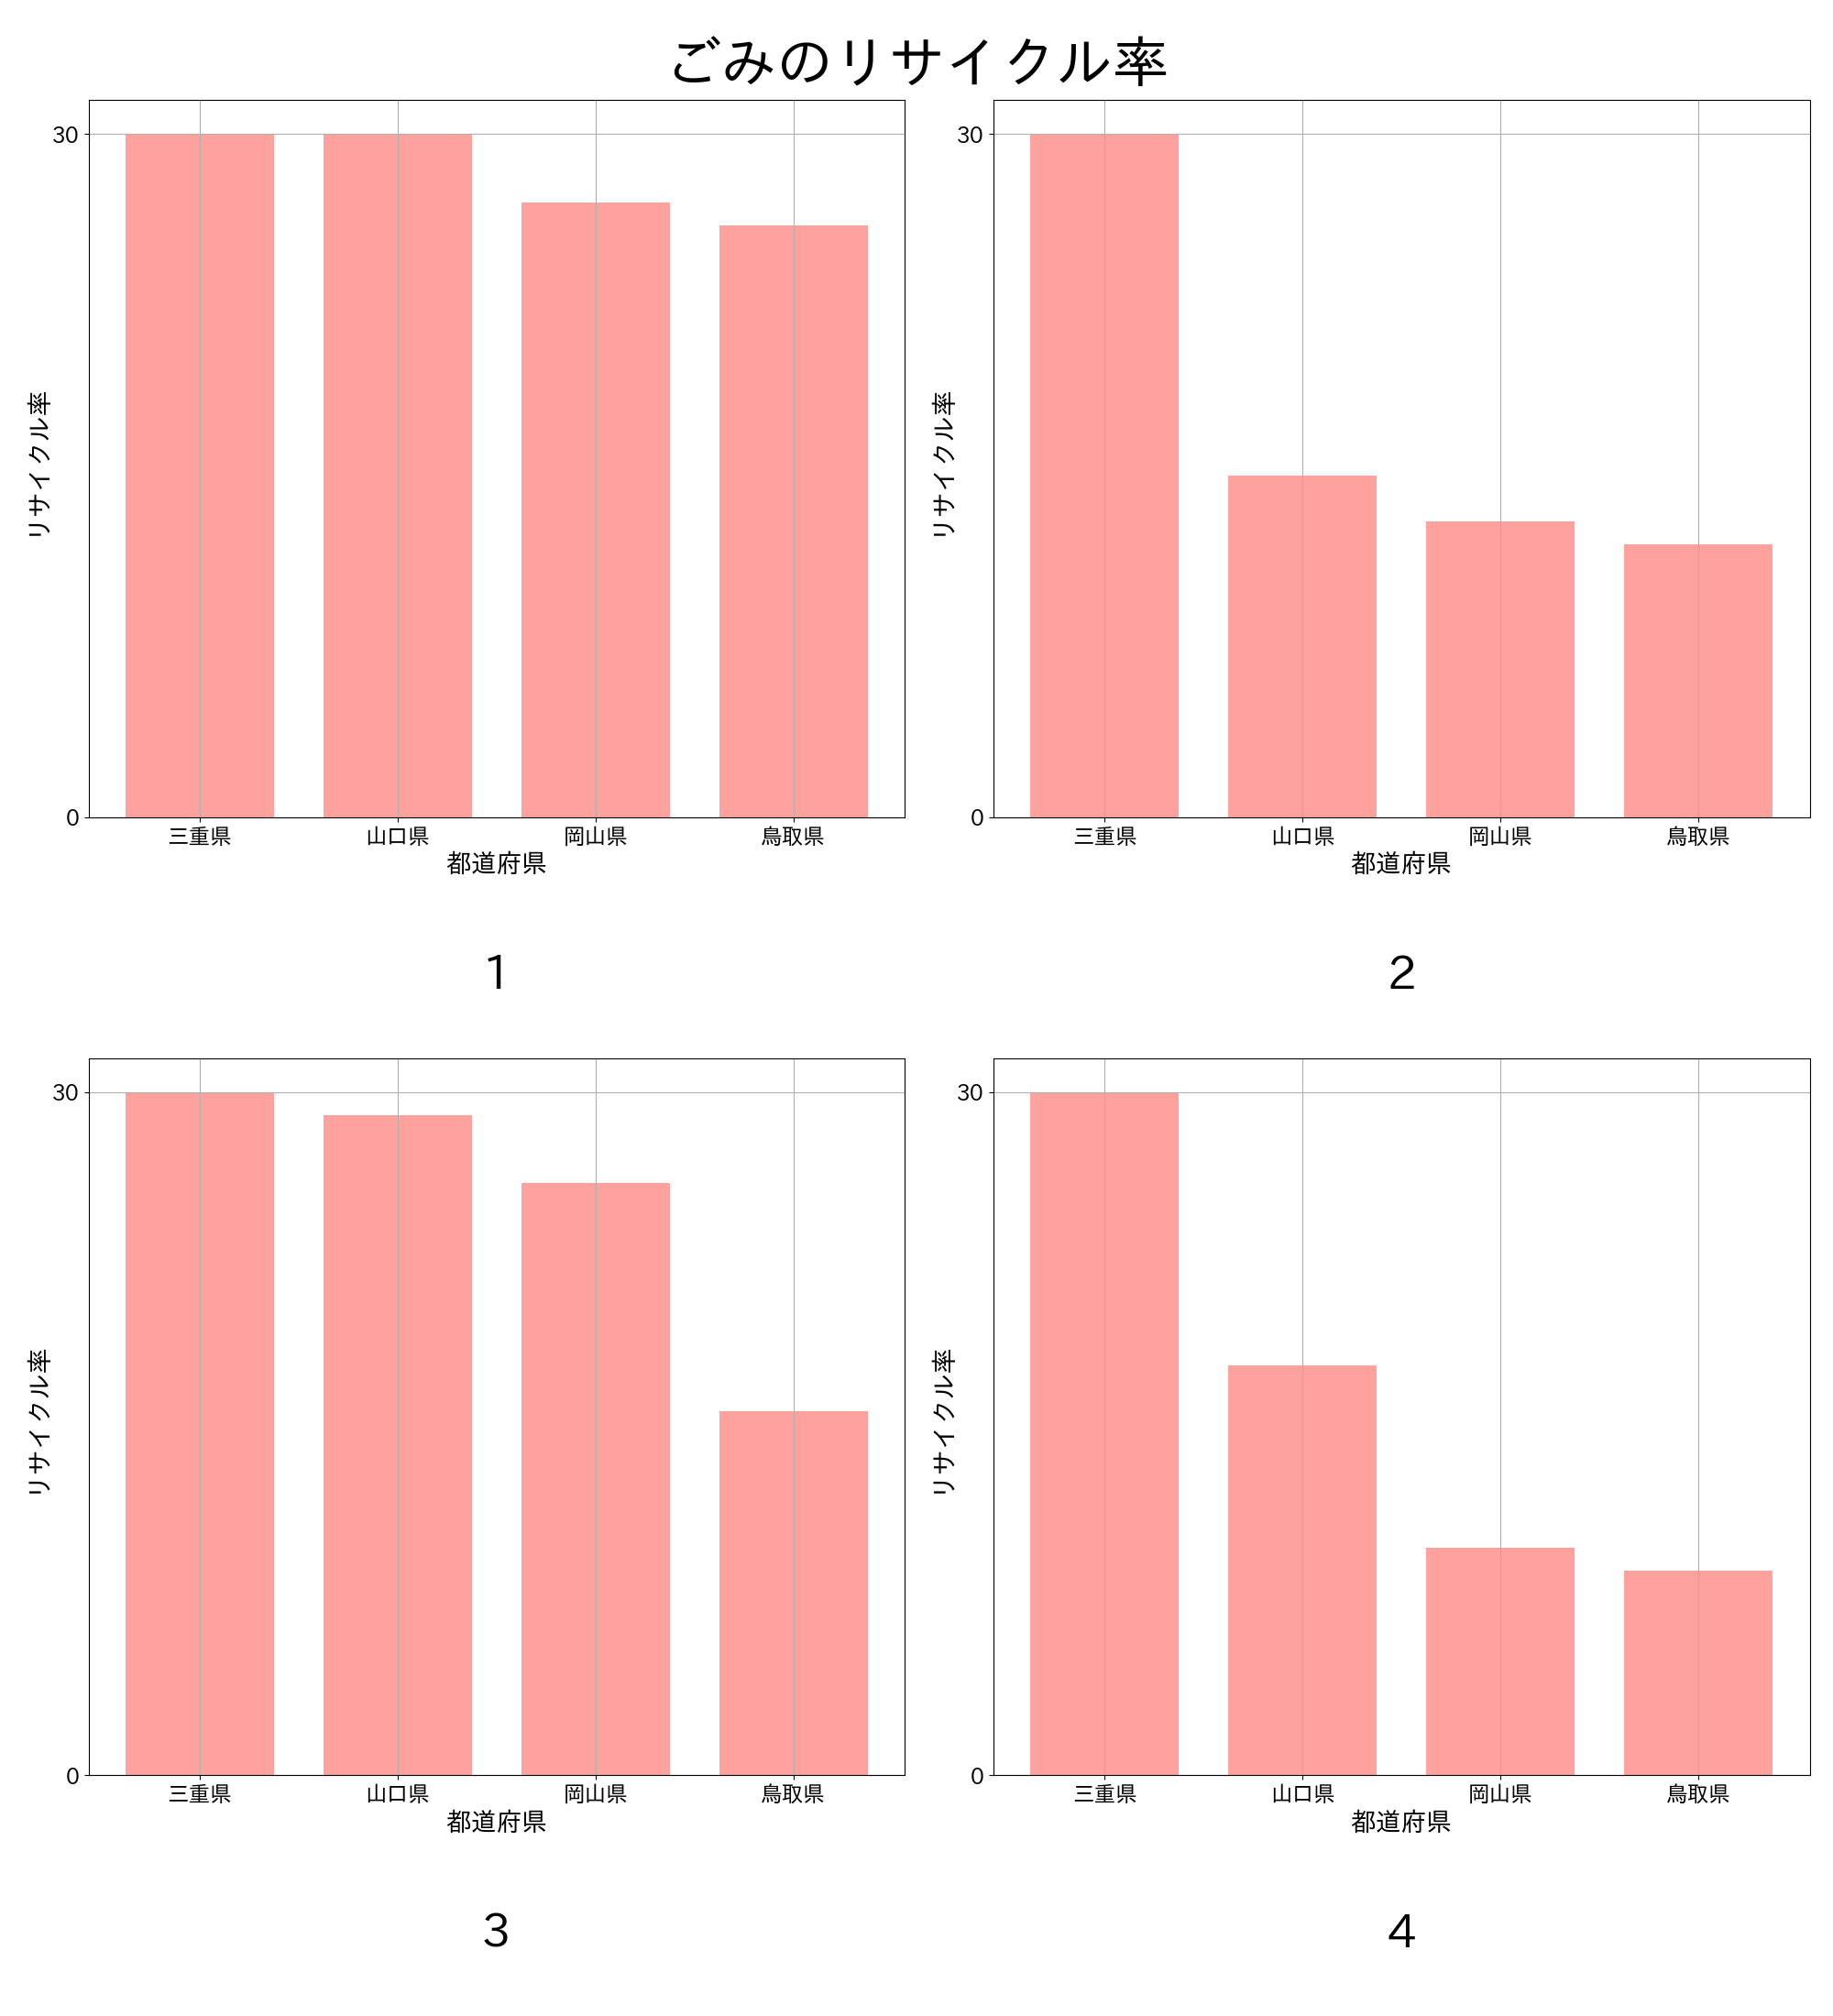 ごみのリサイクル率
30
0
リサイクル率
三重県 山口県 岡山県 鳥取県
都道府県
1
30
0
リサイクル率
三重県 山口県 岡山県 鳥取県
都道府県
2
30
0
リサイクル率
三重県 山口県 岡山県 鳥取県
都道府県
3
30
0
リサイクル率
三重県 山口県 岡山県 鳥取県
都道府県
4